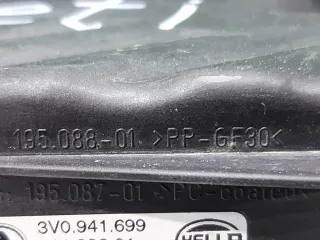 195.088-01 >PP-GF30<
195.087-01 >PC-coated<
3V0.941.699 HELLA